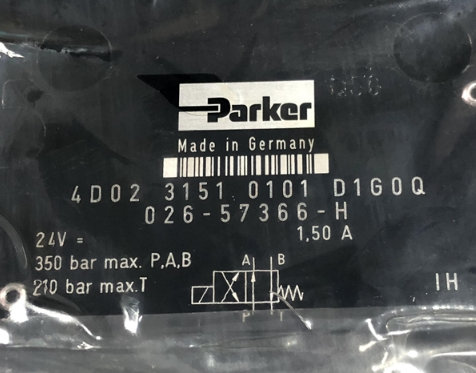 Parker
Made in Germany
4D02 3151 0101 D1G0Q
026-57366-H
24V = 1,50 A
350 bar max. P,A,B
210 bar max.T
A B
P T
IH